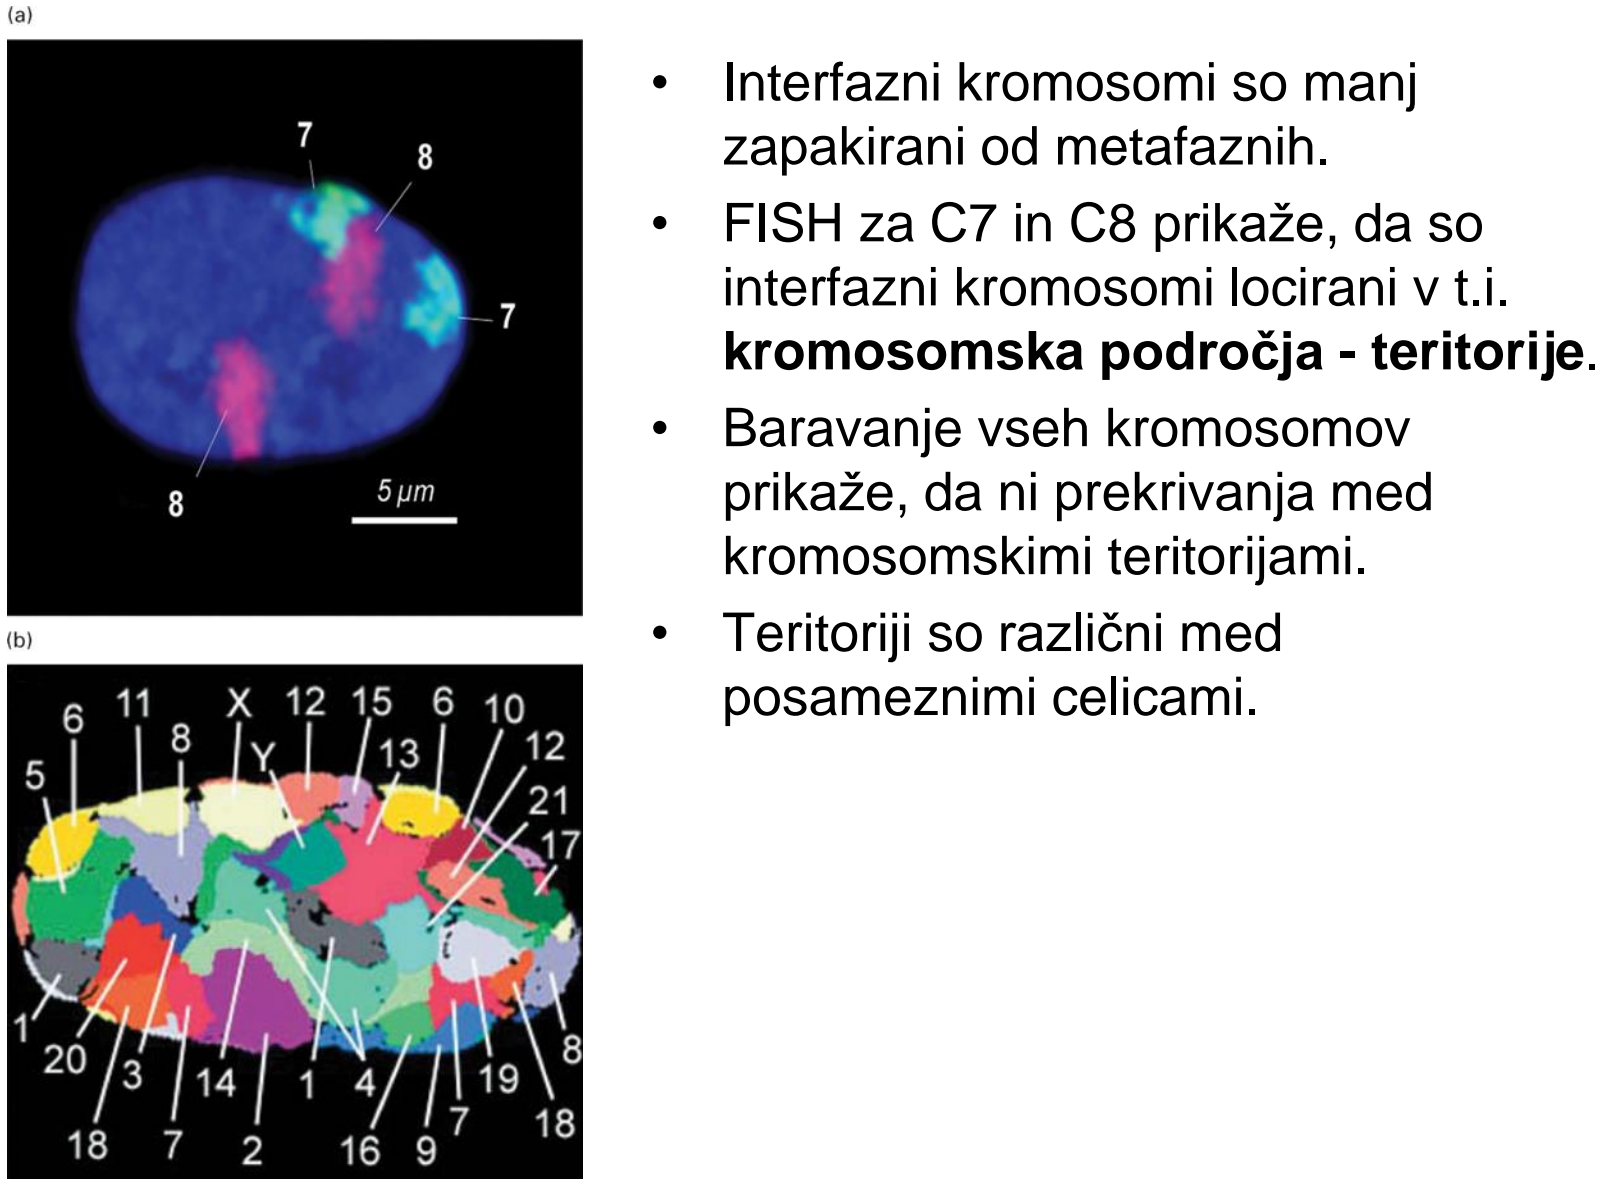 (a)
7
8
7
8
5 µm
(b)
6
11
X
12
15
6
10
5
8
Y
13
12
21
17
1
20
3
14
1
4
19
8
18
7
2
16
9
7
18
• Interfazni kromosomi so manj
zapakirani od metafaznih.
• FISH za C7 in C8 prikaže, da so
interfazni kromosomi locirani v t.i.
kromosomska področja - teritorije.
• Baravanje vseh kromosomov
prikaže, da ni prekrivanja med
kromosomskimi teritorijami.
• Teritoriji so različni med
posameznimi celicami.